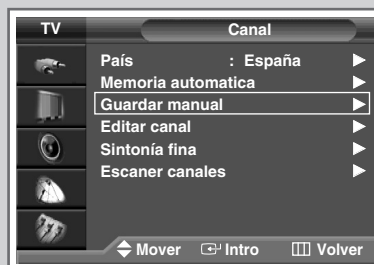 TV Canal
País : España
Memoria automatica
Guardar manual
Editar canal
Sintonía fina
Escaner canales
Mover Intro Volver